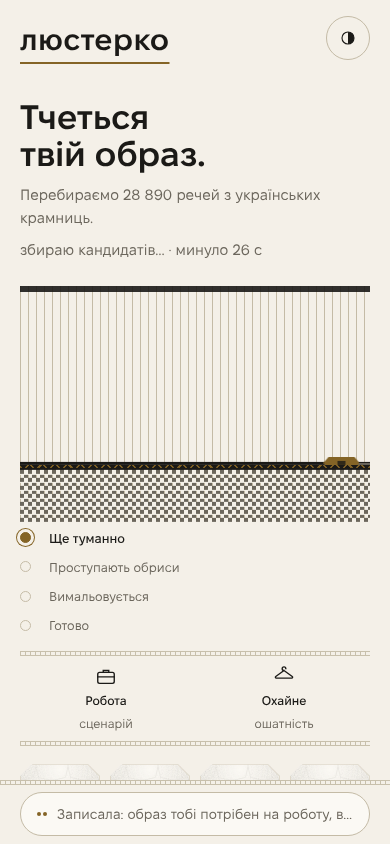 люстерко
Тчеться
твій образ.
Перебираємо 28 890 речей з українських
крамниць.
збираю кандидатів... · минуло 26 с
Ще туманно
Проступають обриси
Вимальовується
Готово
Робота
Охайне
сценарій
ошатність
Записала: образ тобі потрібен на роботу, в...